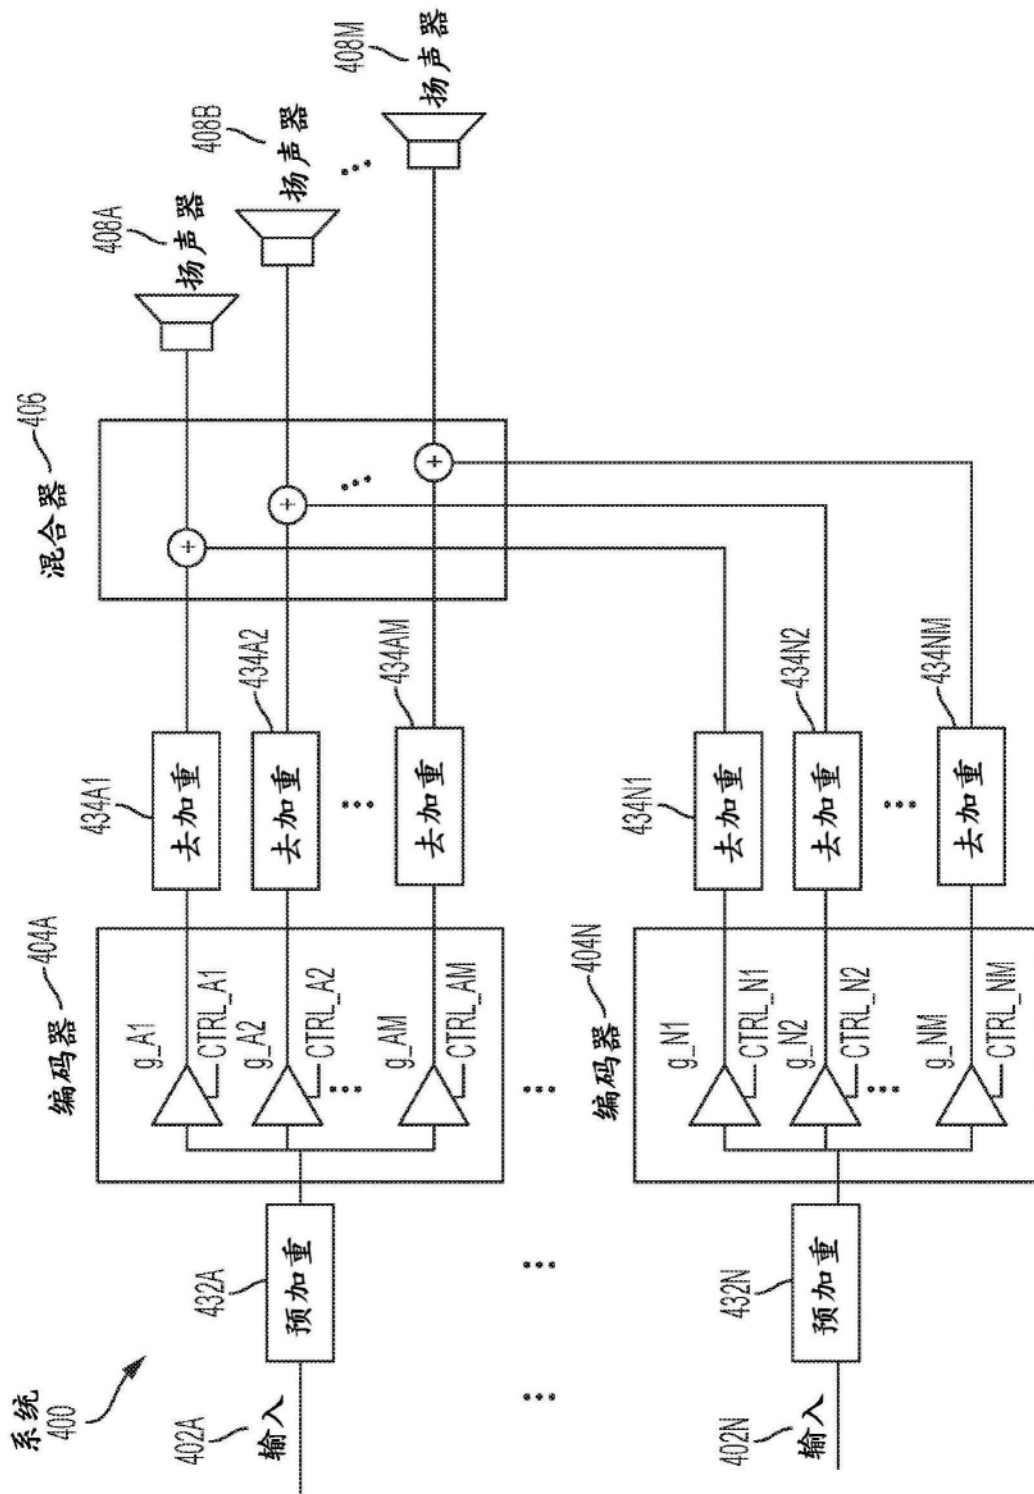 系统
400
402A
输入
432A
预加重
编码器
404A
g_A1
CTRL_A1
g_A2
CTRL_A2
g_AM
CTRL_AM
434A1
去加重
434A2
去加重
434AM
去加重
混合器
406
+
+
+
408A
扬声器
408B
扬声器
408M
扬声器
402N
输入
432N
预加重
编码器
404N
g_N1
CTRL_N1
g_N2
CTRL_N2
g_NM
CTRL_NM
434N1
去加重
434N2
去加重
434NM
去加重